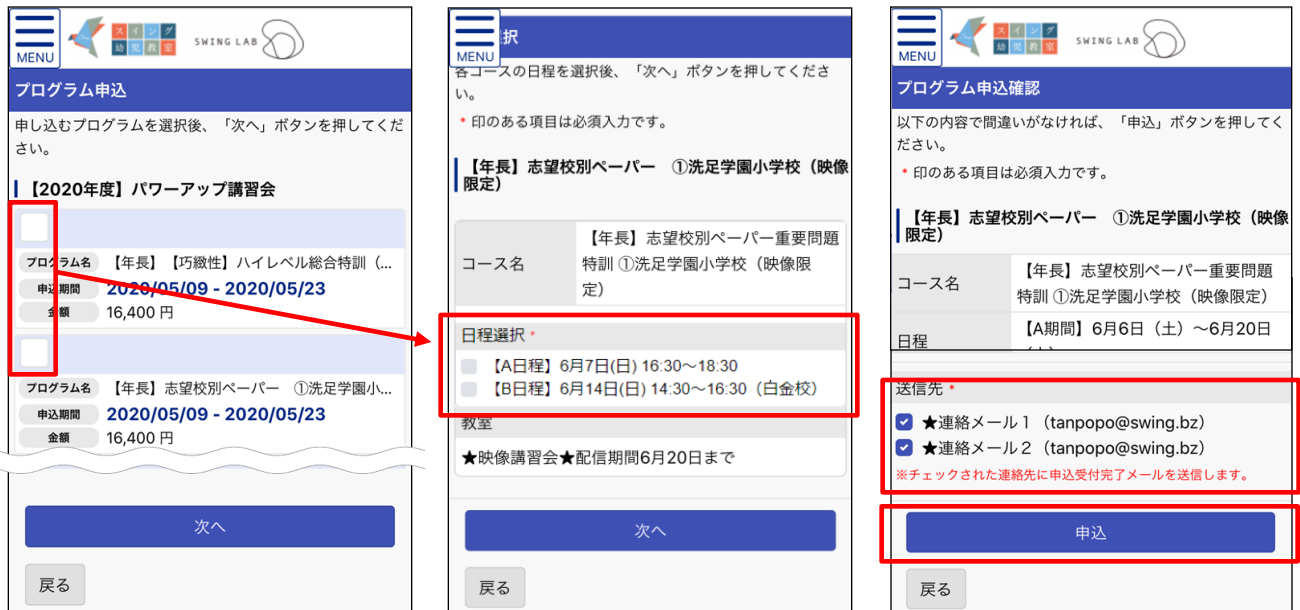 MENU
スイング
幼児教室
SWING LAB
プログラム申込
申し込むプログラムを選択後、「次へ」ボタンを押してくだ
さい。
【2020年度】パワーアップ講習会
プログラム名 【年長】【巧緻性】ハイレベル総合特訓（...
申込期間 2020/05/09 - 2020/05/23
金額 16,400 円
プログラム名 【年長】志望校別ペーパー ①洗足学園小...
申込期間 2020/05/09 - 2020/05/23
金額 16,400 円
次へ
戻る
MENU
選択
各コースの日程を選択後、「次へ」ボタンを押してくださ
い。
* 印のある項目は必須入力です。
【年長】志望校別ペーパー ①洗足学園小学校（映像
限定）
コース名
【年長】志望校別ペーパー重要問題
特訓 ①洗足学園小学校（映像限
定）
日程選択 *
【A日程】6月7日(日) 16:30～18:30
【B日程】6月14日(日) 14:30～16:30（白金校）
教室
★映像講習会★配信期間6月20日まで
次へ
戻る
MENU
スイング
幼児教室
SWING LAB
プログラム申込確認
以下の内容で間違いがなければ、「申込」ボタンを押してく
ださい。
* 印のある項目は必須入力です。
【年長】志望校別ペーパー ①洗足学園小学校（映像
限定）
コース名
【年長】志望校別ペーパー重要問題
特訓 ①洗足学園小学校（映像限定）
日程
【A期間】6月6日（土）～6月20日
送信先 *
★連絡メール１（tanpopo@swing.bz）
★連絡メール２（tanpopo@swing.bz）
※チェックされた連絡先に申込受付完了メールを送信します。
申込
戻る